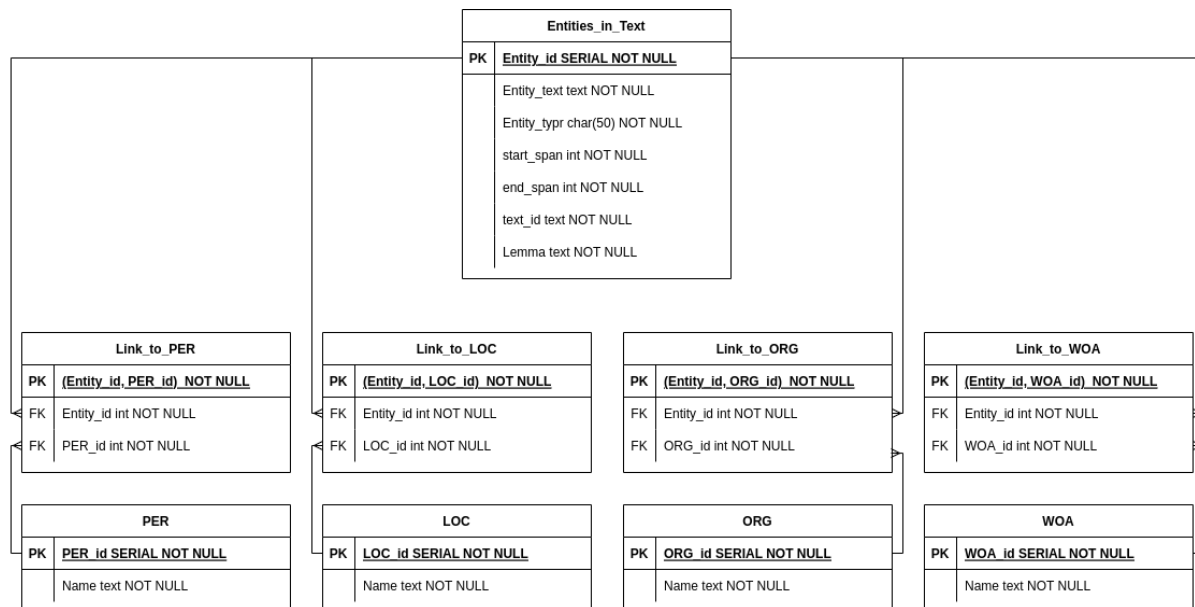 Entities_in_Text
PK Entity_id SERIAL NOT NULL
Entity_text text NOT NULL
Entity_typr char(50) NOT NULL
start_span int NOT NULL
end_span int NOT NULL
text_id text NOT NULL
Lemma text NOT NULL
Link_to_PER
PK (Entity_id, PER_id) NOT NULL
FK Entity_id int NOT NULL
FK PER_id int NOT NULL
Link_to_LOC
PK (Entity_id, LOC_id) NOT NULL
FK Entity_id int NOT NULL
FK LOC_id int NOT NULL
Link_to_ORG
PK (Entity_id, ORG_id) NOT NULL
FK Entity_id int NOT NULL
FK ORG_id int NOT NULL
Link_to_WOA
PK (Entity_id, WOA_id) NOT NULL
FK Entity_id int NOT NULL
FK WOA_id int NOT NULL
PER
PK PER_id SERIAL NOT NULL
Name text NOT NULL
LOC
PK LOC_id SERIAL NOT NULL
Name text NOT NULL
ORG
PK ORG_id SERIAL NOT NULL
Name text NOT NULL
WOA
PK WOA_id SERIAL NOT NULL
Name text NOT NULL